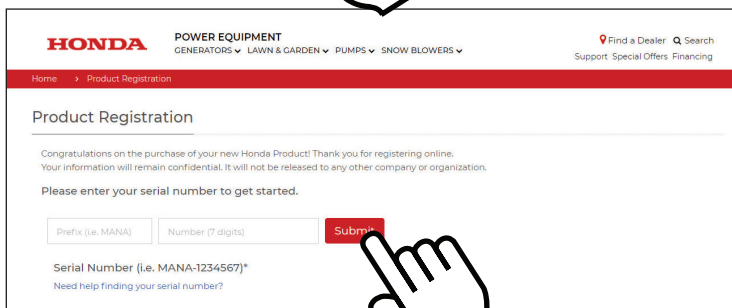 HONDA
POWER EQUIPMENT
GENERATORS LAWN & GARDEN PUMPS SNOW BLOWERS
Find a Dealer Search
Support Special Offers Financing
Home > Product Registration
Product Registration
Congratulations on the purchase of your new Honda Product! Thank you for registering online.
Your information will remain confidential. It will not be released to any other company or organization.
Please enter your serial number to get started.
Prefix (i.e. MANA) Number (7 digits) Submit
Serial Number (i.e. MANA-1234567)*
Need help finding your serial number?